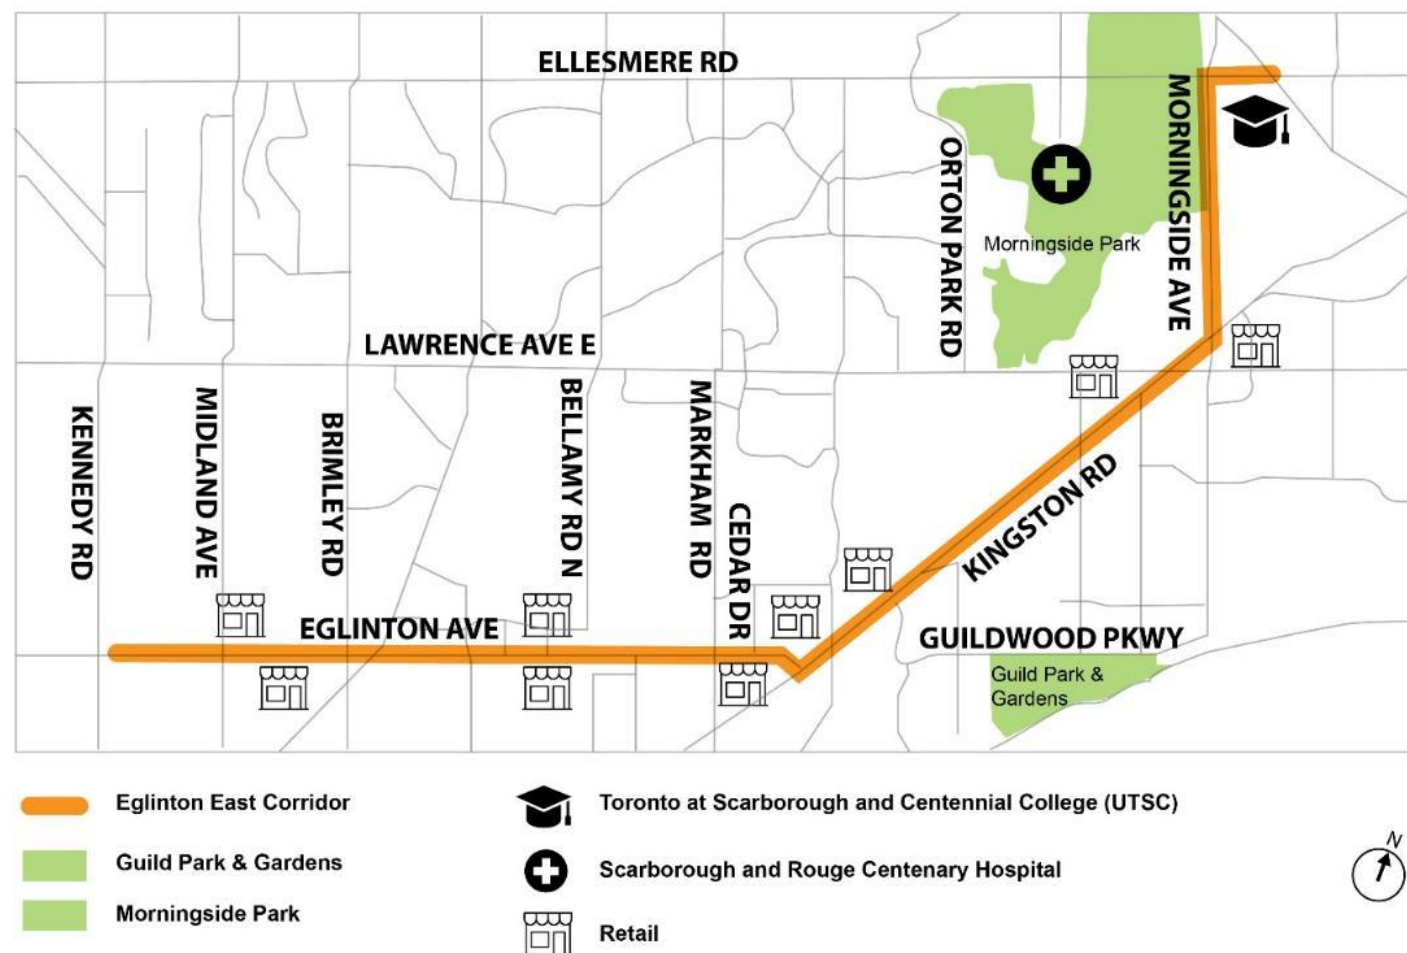 ELLESMERE RD
MORNINGSIDE AVE
ORTON PARK RD
Morningside Park
LAWRENCE AVE E
KENNEDY RD
MIDLAND AVE
BRIMLEY RD
BELLAMY RD N
MARKHAM RD
CEDAR DR
KINGSTON RD
EGLINTON AVE
GUILDWOOD PKWY
Guild Park &
Gardens
Eglinton East Corridor
Guild Park & Gardens
Morningside Park
Toronto at Scarborough and Centennial College (UTSC)
Scarborough and Rouge Centenary Hospital
Retail
N